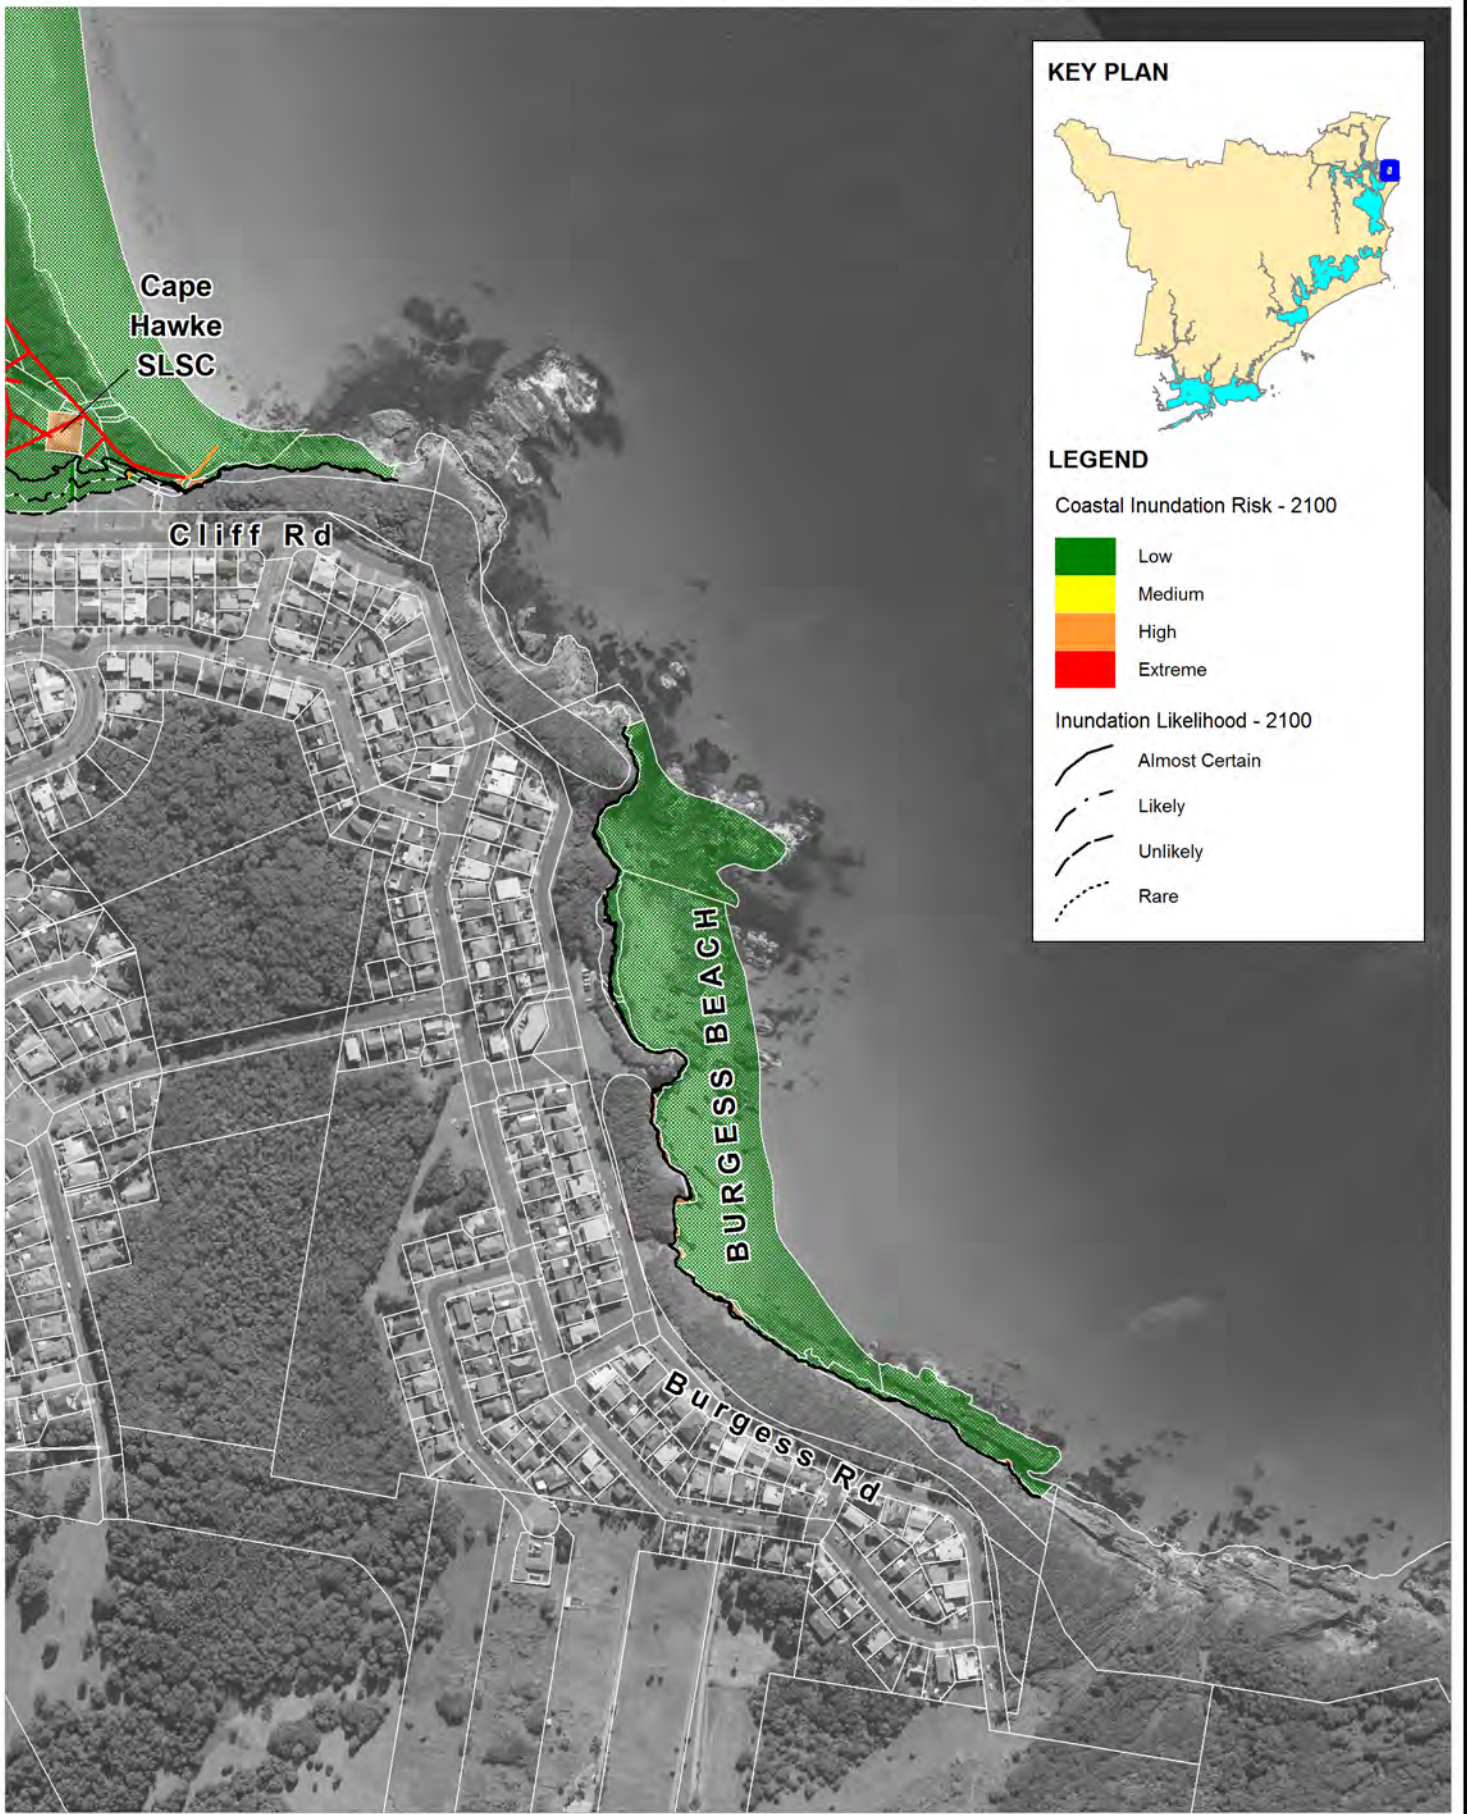 KEY PLAN
Cape
Hawke
SLSC
LEGEND
Coastal Inundation Risk - 2100
Low
Medium
High
Extreme
Inundation Likelihood - 2100
Almost Certain
Likely
Unlikely
Rare
Cliff Rd
BURGESS BEACH
Burgess Rd